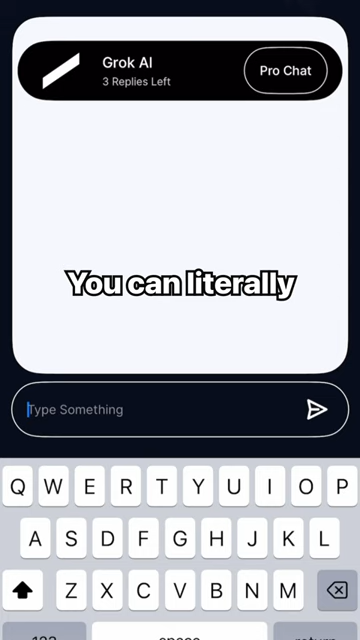 Grok AI
3 Replies Left
Pro Chat
You can literally
Type Something
Q W E R T Y U I O P
A S D F G H J K L
Z X C V B N M